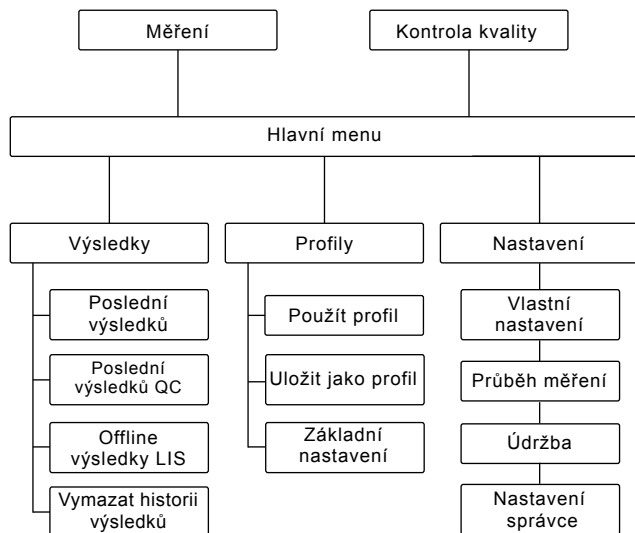 Měření
Kontrola kvality
Hlavní menu
Výsledky
Profily
Nastavení
Poslední
výsledků
Poslední
výsledků QC
Offline
výsledky LIS
Vymazat historii
výsledků
Použít profil
Uložit jako profil
Základní
nastavení
Vlastní
nastavení
Průběh měření
Údržba
Nastavení
správce